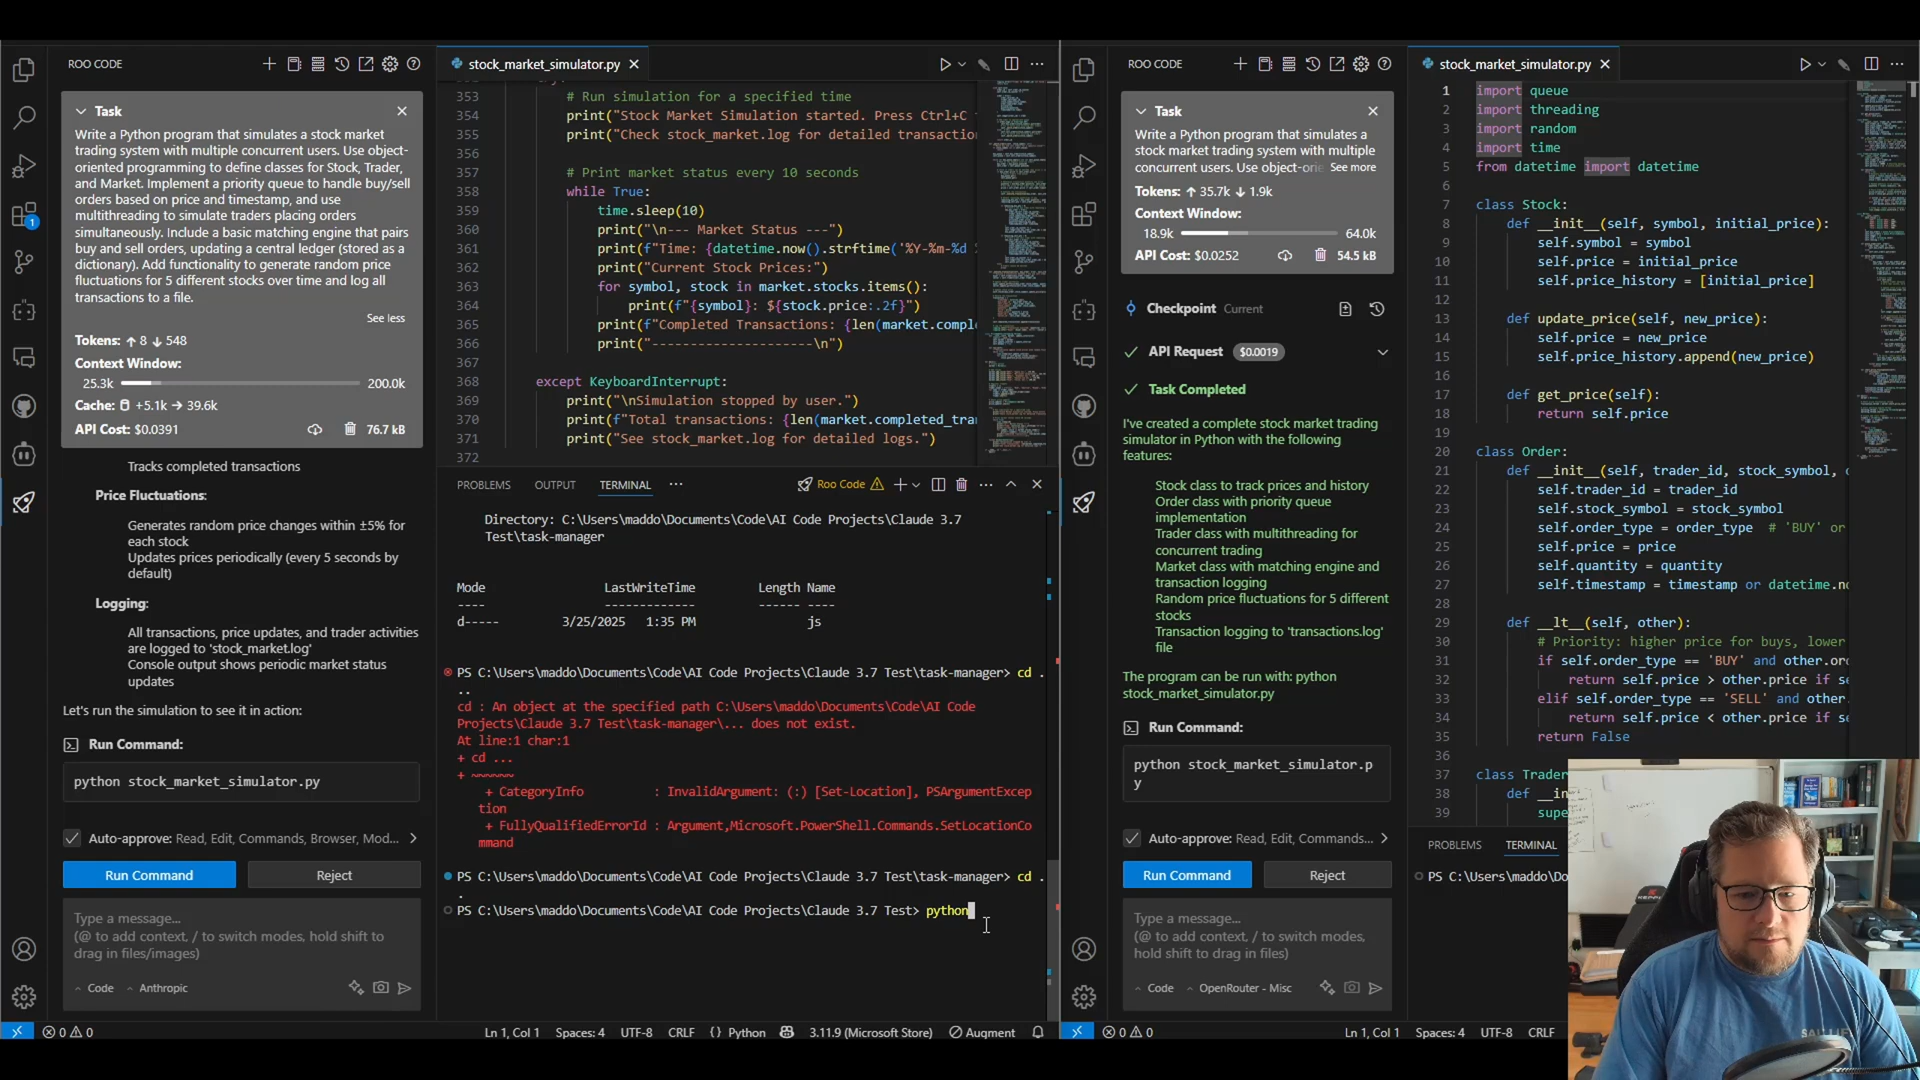 ROO CODE
Task
Write a Python program that simulates a stock market
trading system with multiple concurrent users. Use object-
oriented programming to define classes for Stock, Trader,
and Market. Implement a priority queue to handle buy/sell
orders based on price and timestamp, and use
multithreading to simulate traders placing orders
simultaneously. Include a basic matching engine that pairs
buy and sell orders, updating a central ledger (stored as a
dictionary). Add functionality to generate random price
fluctuations for 5 different stocks over time and log all
transactions to a file.
See less
Tokens: ↑ 8 ↓ 548
Context Window:
25.3k 200.0k
Cache: +5.1k → 39.6k
API Cost: $0.0391 76.7 kB
Tracks completed transactions
Price Fluctuations:
Generates random price changes within ±5% for
each stock
Updates prices periodically (every 5 seconds by
default)
Logging:
All transactions, price updates, and trader activities
are logged to 'stock_market.log'
Console output shows periodic market status
updates
Let's run the simulation to see it in action:
Run Command:
python stock_market_simulator.py
Auto-approve: Read, Edit, Commands, Browser, Mod...
Run Command Reject
Type a message...
(@ to add context, / to switch modes, hold shift to
drag in files/images)
Code Anthropic
1
0 0
stock_market_simulator.py
353 # Run simulation for a specified time
354 print("Stock Market Simulation started. Press Ctrl+C
355 print("Check stock_market.log for detailed transactio
356
357 # Print market status every 10 seconds
358 while True:
359 time.sleep(10)
360 print("\n--- Market Status ---")
361 print(f"Time: {datetime.now().strftime('%Y-%m-%d
362 print("Current Stock Prices:")
363 for symbol, stock in market.stocks.items():
364 print(f"{symbol}: ${stock.price:.2f}")
365 print(f"Completed Transactions: {len(market.compl
366 print("---------------------\n")
367
368 except KeyboardInterrupt:
369 print("\nSimulation stopped by user.")
370 print(f"Total transactions: {len(market.completed_tra
371 print("See stock_market.log for detailed logs.")
372
PROBLEMS OUTPUT TERMINAL ··· Roo Code
Directory: C:\Users\maddo\Documents\Code\AI Code Projects\Claude 3.7
Test\task-manager
Mode LastWriteTime Length Name
---- ------------- ------ ----
d----- 3/25/2025 1:35 PM js
PS C:\Users\maddo\Documents\Code\AI Code Projects\Claude 3.7 Test\task-manager> cd .
..
cd : An object at the specified path C:\Users\maddo\Documents\Code\AI Code
Projects\Claude 3.7 Test\task-manager\... does not exist.
At line:1 char:1
+ cd ...
+ ~~~~~~
+ CategoryInfo : InvalidArgument: (:) [Set-Location], PSArgumentExcep
tion
+ FullyQualifiedErrorId : Argument,Microsoft.PowerShell.Commands.SetLocationCo
mmand
PS C:\Users\maddo\Documents\Code\AI Code Projects\Claude 3.7 Test\task-manager> cd .
.
PS C:\Users\maddo\Documents\Code\AI Code Projects\Claude 3.7 Test> python
Ln 1, Col 1 Spaces: 4 UTF-8 CRLF {} Python 3.11.9 (Microsoft Store) Augment
ROO CODE
Task
Write a Python program that simulates a
stock market trading system with multiple
concurrent users. Use object-orie See more
Tokens: ↑ 35.7k ↓ 1.9k
Context Window:
18.9k 64.0k
API Cost: $0.0252 54.5 kB
Checkpoint Current
API Request $0.0019
Task Completed
I've created a complete stock market trading
simulator in Python with the following
features:
Stock class to track prices and history
Order class with priority queue
implementation
Trader class with multithreading for
concurrent trading
Market class with matching engine and
transaction logging
Random price fluctuations for 5 different
stocks
Transaction logging to 'transactions.log'
file
The program can be run with: python
stock_market_simulator.py
Run Command:
python stock_market_simulator.p
y
Auto-approve: Read, Edit, Commands...
Run Command Reject
Type a message...
(@ to add context, / to switch modes,
hold shift to drag in files)
Code OpenRouter - Misc
0 0
stock_market_simulator.py
1 import queue
2 import threading
3 import random
4 import time
5 from datetime import datetime
6
7 class Stock:
8 def __init__(self, symbol, initial_price):
9 self.symbol = symbol
10 self.price = initial_price
11 self.price_history = [initial_price]
12
13 def update_price(self, new_price):
14 self.price = new_price
15 self.price_history.append(new_price)
16
17 def get_price(self):
18 return self.price
19
20 class Order:
21 def __init__(self, trader_id, stock_symbol, o
22 self.trader_id = trader_id
23 self.stock_symbol = stock_symbol
24 self.order_type = order_type # 'BUY' or
25 self.price = price
26 self.quantity = quantity
27 self.timestamp = timestamp or datetime.no
28
29 def __lt__(self, other):
30 # Priority: higher price for buys, lower
31 if self.order_type == 'BUY' and other.ord
32 return self.price > other.price if se
33 elif self.order_type == 'SELL' and other.
34 return self.price < other.price if se
35 return False
36
37 class Trader
38 def __in
39 supe
PROBLEMS TERMINAL
PS C:\Users\maddo\Do
Ln 1, Col 1 Spaces: 4 UTF-8 CRLF